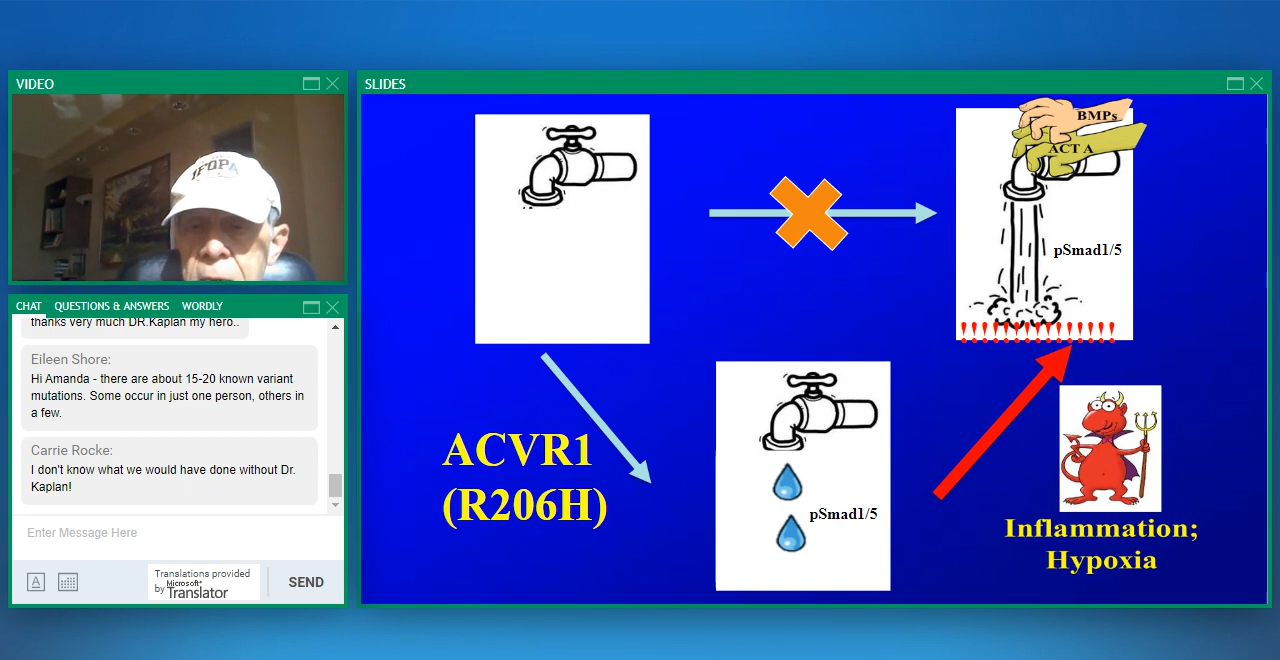 VIDEO
IFOPA
CHAT QUESTIONS & ANSWERS WORDLY
thanks very much DR.Kaplan my hero..
Eileen Shore:
Hi Amanda - there are about 15-20 known variant
mutations. Some occur in just one person, others in
a few.
Carrie Rocke:
I don't know what we would have done without Dr.
Kaplan!
Enter Message Here
A
Translations provided
by Microsoft®
Translator
SEND
SLIDES
BMPs
ACT A
pSmad1/5
!!!!!!!!!!!!!!!
ACVR1
(R206H)
pSmad1/5
Inflammation;
Hypoxia